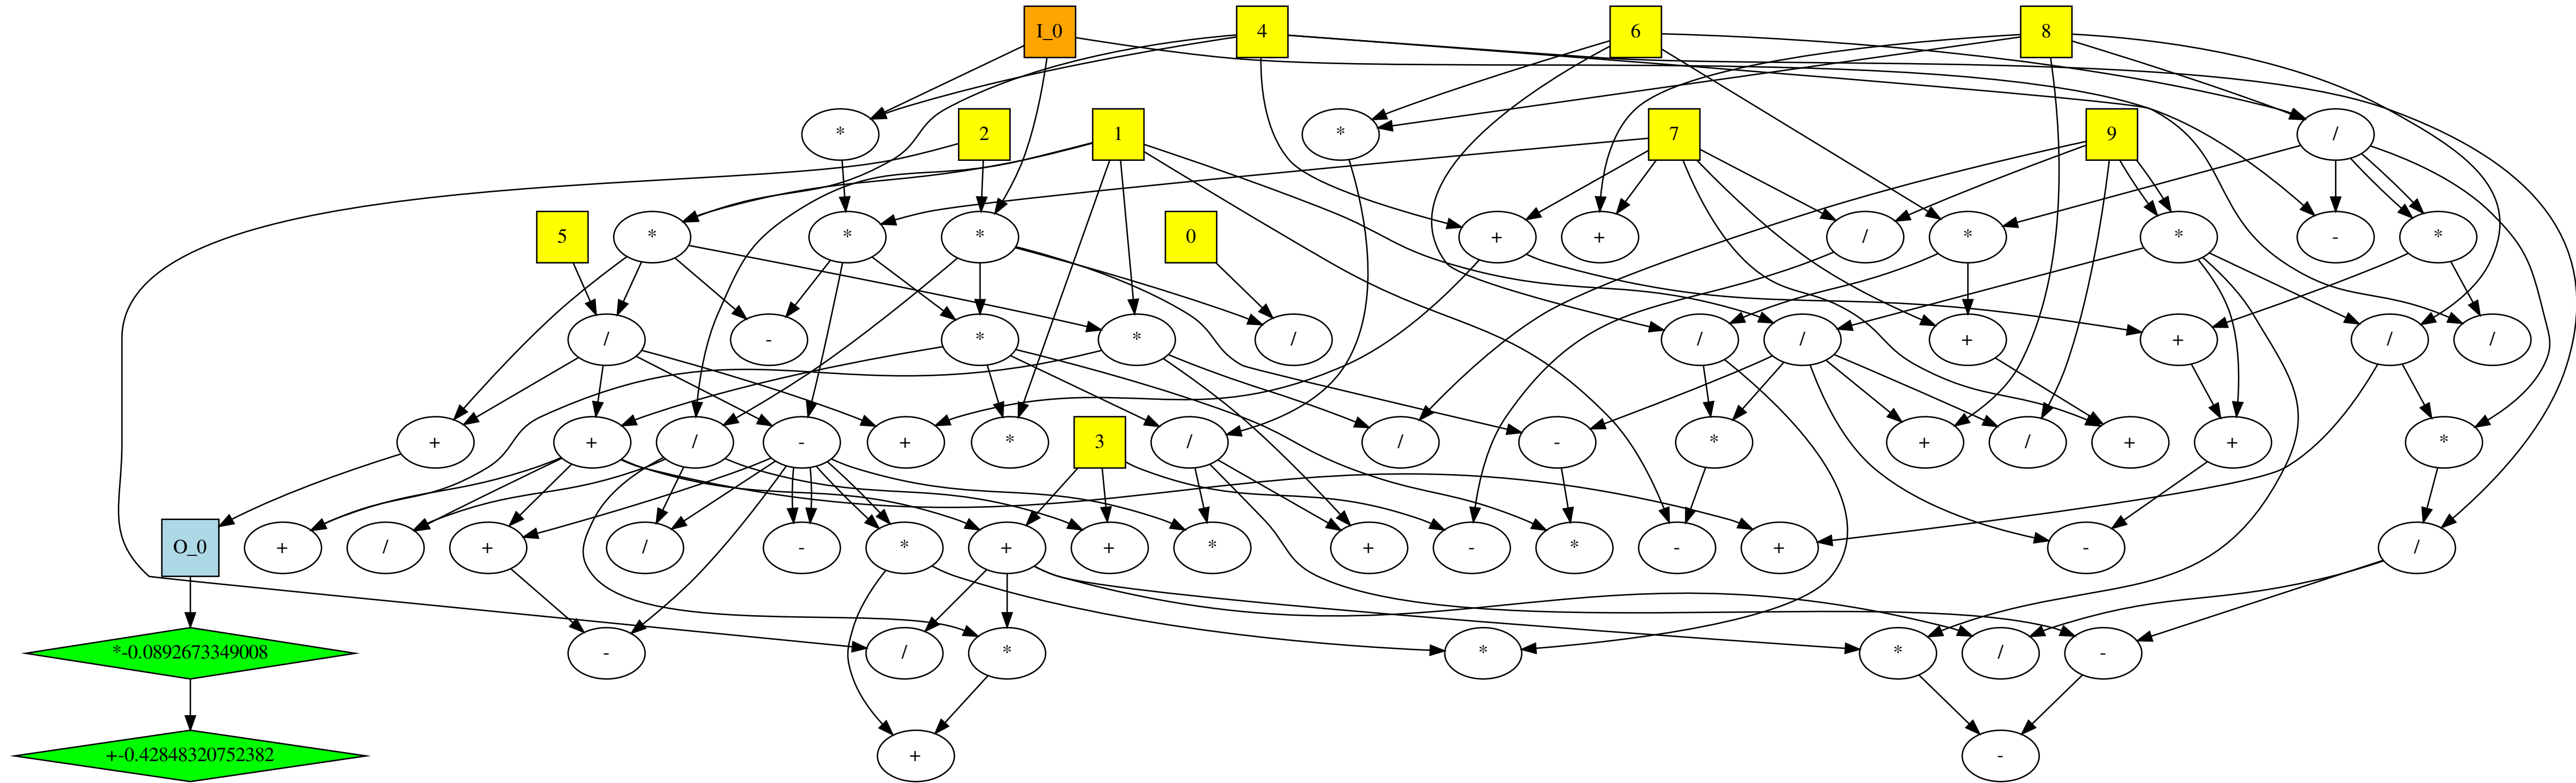 I_0 4 6 8
* 2 1 * 7 9 /
5 * * * 0 + + / * * - *
/ - * * / / / + + / /
+ + / - + * 3 / / - * + / + + *
O_0 + / + / - * + + * + - * - + - /
*-0.0892673349008 - / * * * / -
+-0.42848320752382 + -